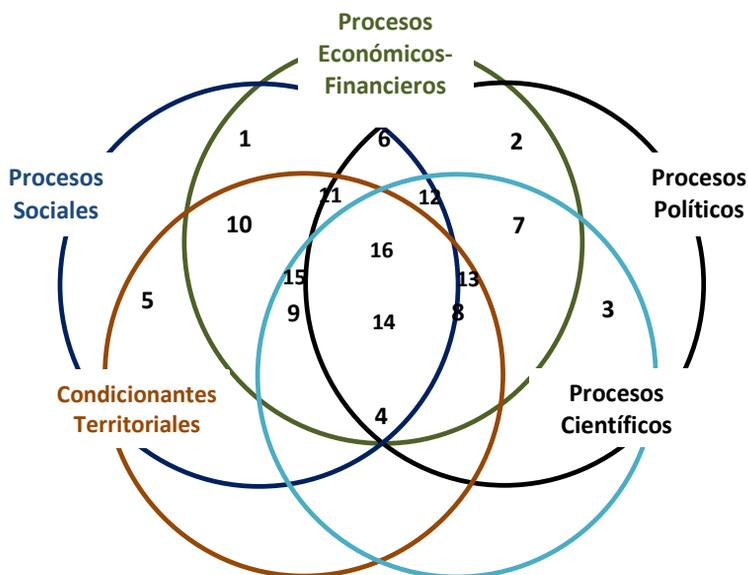 Procesos
Económicos-
Financieros
1
6
2
Procesos
Sociales
Procesos
Políticos
11
12
10
7
16
15
13
5
9
8
3
14
Condicionantes
Territoriales
Procesos
Científicos
4